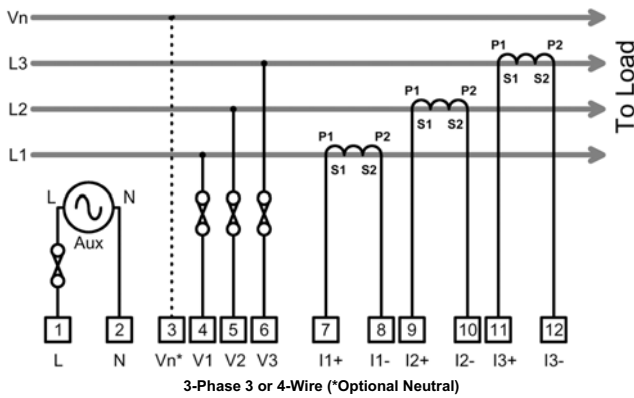 Vn
P1 P2
L3
S1 S2
P1 P2
L2
S1 S2
P1 P2
L1
S1 S2
To Load
L N
Aux
1 2 3 4 5 6 7 8 9 10 11 12
L N Vn* V1 V2 V3 I1+ I1- I2+ I2- I3+ I3-
3-Phase 3 or 4-Wire (*Optional Neutral)